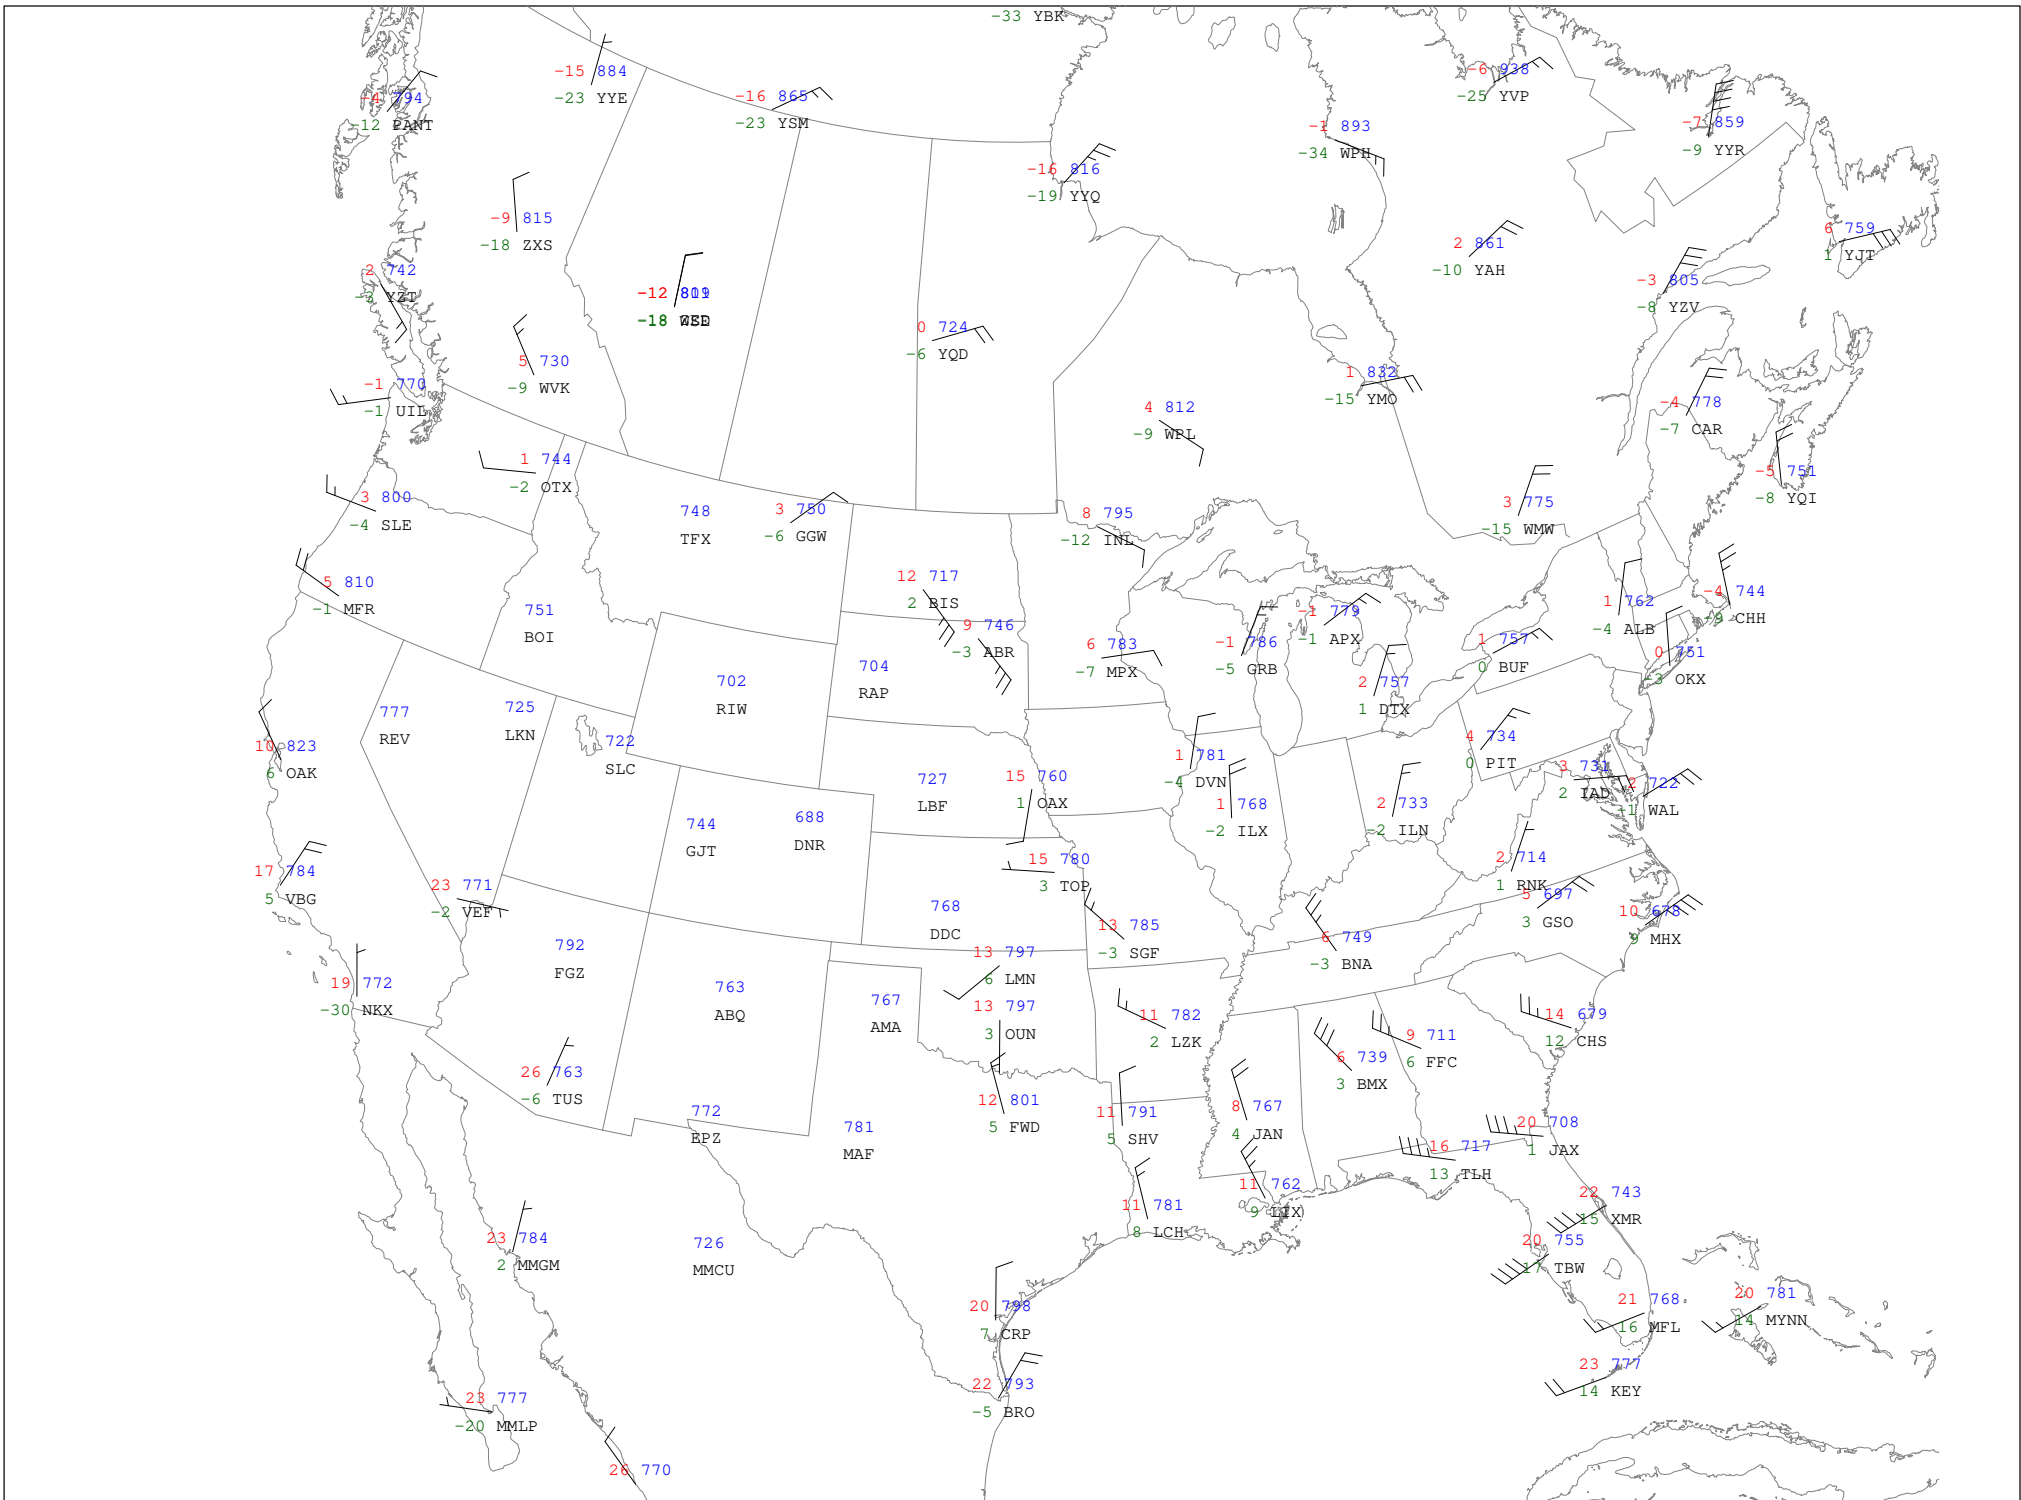 -33 YBK
-15 884
-23 YYE
-4 794
-12 PANT
-16 865
-23 YSM
-6 938
-25 YVP
-7 859
-9 YYR
-1 893
-34 WPH
-16 816
-19 YYQ
-9 815
-18 ZXS
2 861
-10 YAH
6 759
1 YJT
2 742
-3 YZT
-12
-18
-3 805
-8 YZV
0 724
-6 YQD
5 730
-9 WVK
-1 770
-1 UIL
1 832
-15 YMO
4 812
-9 WPL
-4 778
-7 CAR
1 744
-2 OTX
-5 751
-8 YQI
3 800
-4 SLE
748
TFX
3 750
-6 GGW
8 795
-12 INL
3 775
-15 WMW
5 810
-1 MFR
751
BOI
12 717
2 BIS
9 746
-3 ABR
-1 779
-1 APX
1 762
-4 ALB
-4 744
-9 CHH
6 783
-7 MPX
-1 786
-5 GRB
1 757
0 BUF
0 751
-3 OKX
702
RIW
704
RAP
2 757
1 DTX
777
REV
725
LKN
722
SLC
10 823
6 OAK
4 734
0 PIT
1 781
-4 DVN
727
LBF
15 760
1 OAX
3 731
2 IAD
2 722
-1 WAL
1 768
-2 ILX
2 733
-2 ILN
744
GJT
688
DNR
17 784
5 VBG
23 771
-2 VEF
15 780
3 TOP
2 714
1 RNK
5 697
3 GSO
768
DDC
13 785
-3 SGF
10 678
9 MHX
792
FGZ
6 749
-3 BNA
13 797
6 LMN
19 772
-30 NKX
763
ABQ
767
AMA
13 797
3 OUN
11 782
2 LZK
14 679
12 CHS
9 711
6 FFC
6 739
3 BMX
26 763
-6 TUS
12 801
5 FWD
772
EPZ
781
MAF
11 791
5 SHV
8 767
4 JAN
20 708
1 JAX
16 717
13 TLH
11 762
9 LIX
11 781
8 LCH
22 743
15 XMR
23 784
2 MMGM
726
MMCU
20 755
17 TBW
20 798
7 CRP
21 768
16 MFL
20 781
14 MYNN
23 777
14 KEY
22 793
-5 BRO
23 777
-20 MMLP
26 770